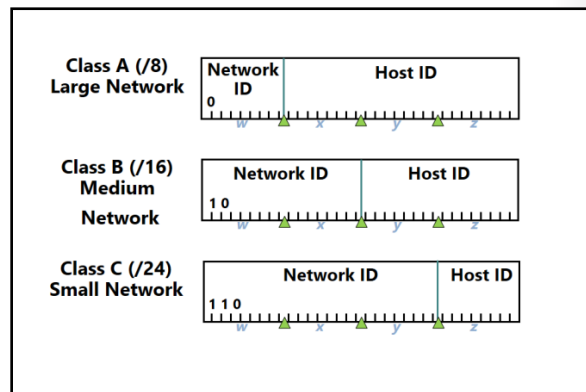 Class A (/8)
Large Network
Network
ID
Host ID
0
w x y z
Class B (/16)
Medium
Network
Network ID
Host ID
1 0
w x y z
Class C (/24)
Small Network
Network ID
Host ID
1 1 0
w x y z